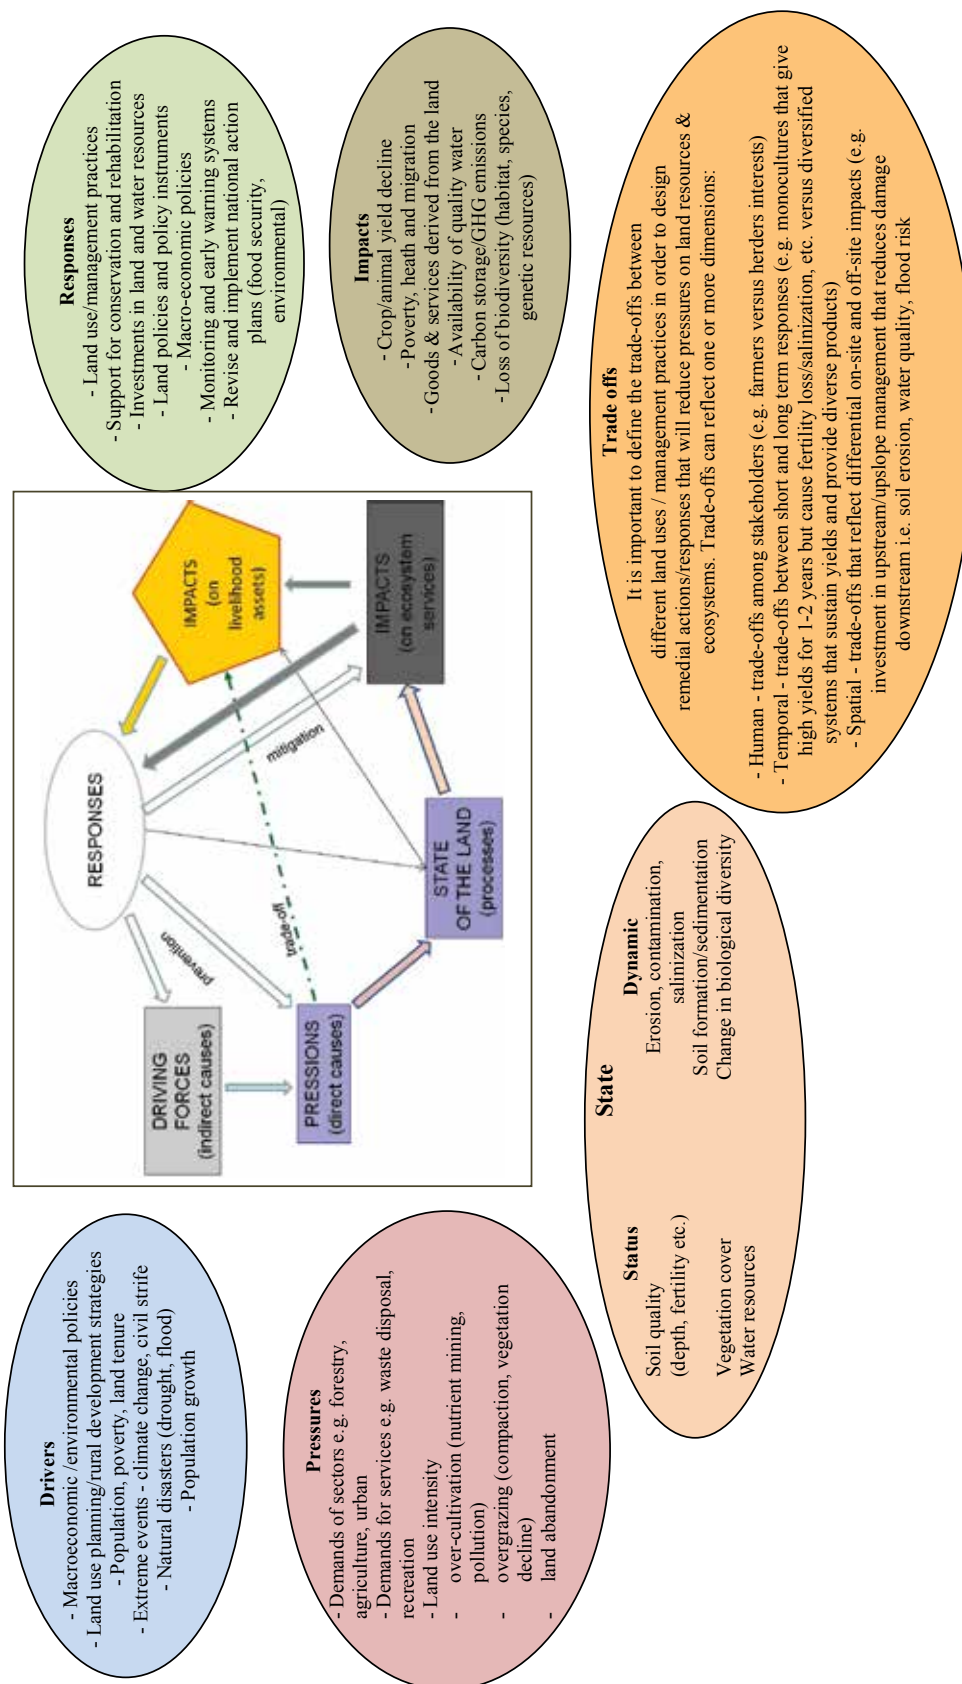 Drivers
- Macroeconomic /environmental policies
- Land use planning/rural development strategies
- Population, poverty, land tenure
- Extreme events - climate change, civil strife
- Natural disasters (drought, flood)
- Population growth
Pressures
- Demands of sectors e.g. forestry,
agriculture, urban
- Demands for services e.g. waste disposal,
recreation
- Land use intensity
- over-cultivation (nutrient mining,
pollution)
- overgrazing (compaction, vegetation
decline)
- land abandonment
DRIVING
FORCES
(indirect causes)
PRESSIONS
(direct causes)
prevention
RESPONSES
trade-off
mitigation
STATE
OF THE LAND
(processes)
IMPACTS
(on
livelihood
assets)
IMPACTS
(on ecosystem
services)
Responses
- Land use/management practices
- Support for conservation and rehabilitation
- Investments in land and water resources
- Land policies and policy instruments
- Macro-economic policies
- Monitoring and early warning systems
- Revise and implement national action
plans (food security,
environmental)
Impacts
- Crop/animal yield decline
- Poverty, heath and migration
- Goods & services derived from the land
- Availability of quality water
- Carbon storage/GHG emissions
- Loss of biodiversity (habitat, species,
genetic resources)
State
Status
Soil quality
(depth, fertility etc.)
Vegetation cover
Water resources
Dynamic
Erosion, contamination,
salinization
Soil formation/sedimentation
Change in biological diversity
Trade offs
It is important to define the trade-offs between
different land uses / management practices in order to design
remedial action/responses that will reduce pressures on land resources &
ecosystems. Trade-offs can reflect one or more dimensions:
- Human - trade-offs among stakeholders (e.g. farmers versus herders interests)
- Temporal - trade-offs between short and long term responses (e.g. monocultures that give
high yields for 1-2 years but cause fertility loss/salinization, etc. versus diversified
systems that sustain yields and provide diverse products)
- Spatial - trade-offs that reflect differential on-site and off-site impacts (e.g.
investment in upstream/upslope management that reduces damage
downstream i.e. soil erosion, water quality, flood risk